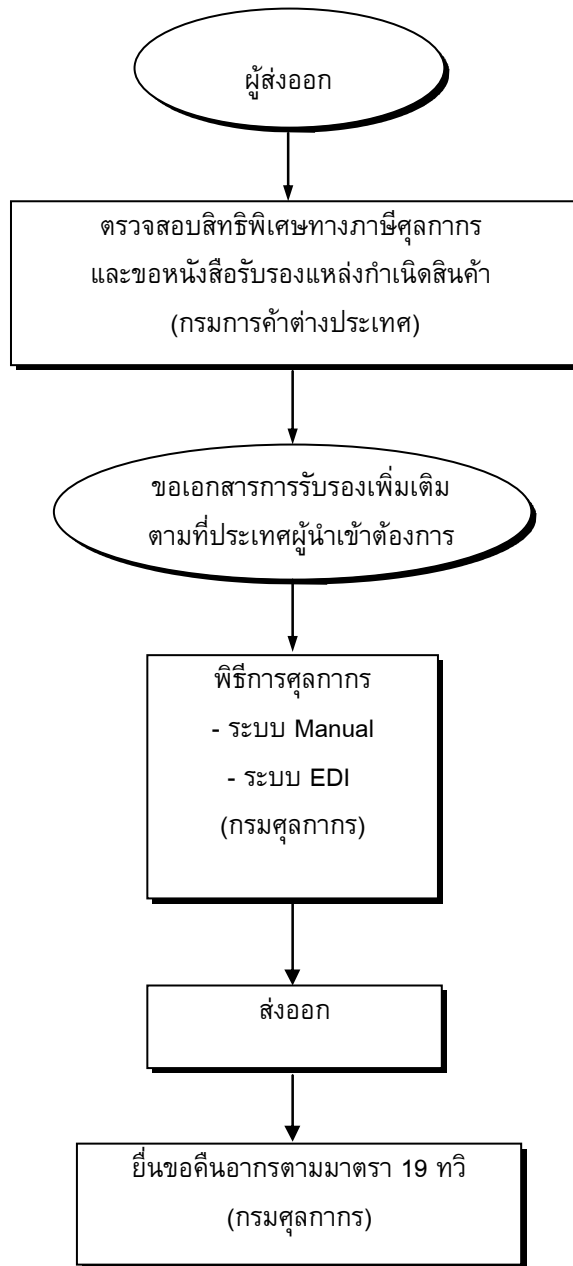 ผู้ส่งออก
ตรวจสอบสิทธิพิเศษทางภาษีศุลกากร
และขอหนังสือรับรองแหล่งกำเนิดสินค้า
(กรมการค้าต่างประเทศ)
ขอเอกสารการรับรองเพิ่มเติม
ตามที่ประเทศผู้นำเข้าต้องการ
พิธีการศุลกากร
- ระบบ Manual
- ระบบ EDI
(กรมศุลกากร)
ส่งออก
ยื่นขอคืนอากรตามมาตรา 19 ทวิ
(กรมศุลกากร)